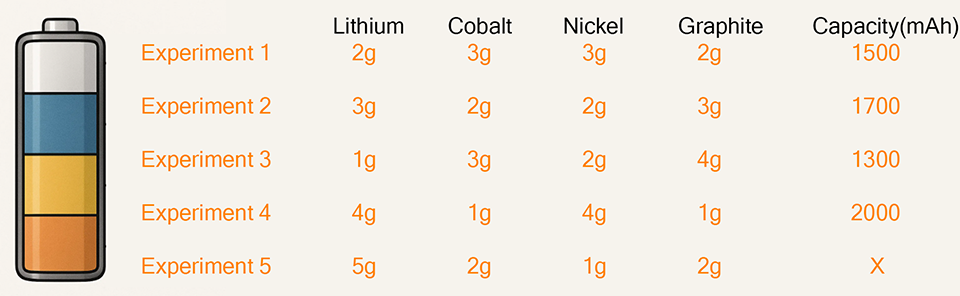 Lithium Cobalt Nickel Graphite Capacity(mAh)
Experiment 1 2g 3g 3g 2g 1500
Experiment 2 3g 2g 2g 3g 1700
Experiment 3 1g 3g 2g 4g 1300
Experiment 4 4g 1g 4g 1g 2000
Experiment 5 5g 2g 1g 2g X